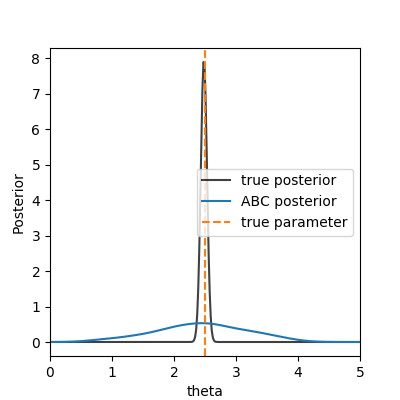 8
7
6
5
4
3
2
1
0
Posterior
true posterior
ABC posterior
true parameter
0 1 2 3 4 5
theta